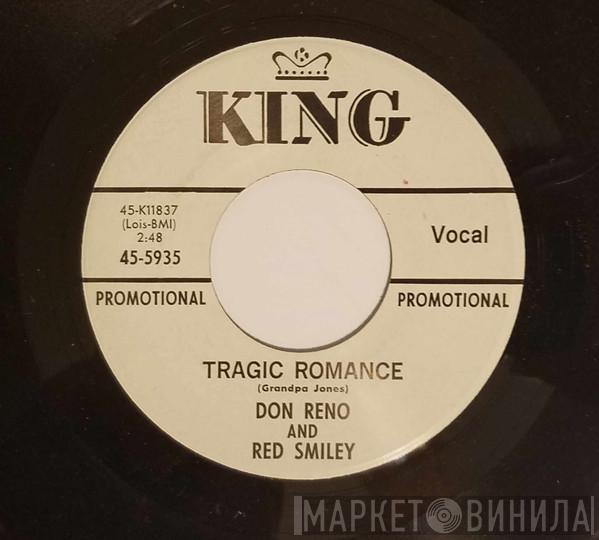 KING
45-K11837
(Lois-BMI)
2:48
45-5935
Vocal
PROMOTIONAL
PROMOTIONAL
TRAGIC ROMANCE
(Grandpa Jones)
DON RENO
AND
RED SMILEY
МАРКЕТ ВИНИЛА